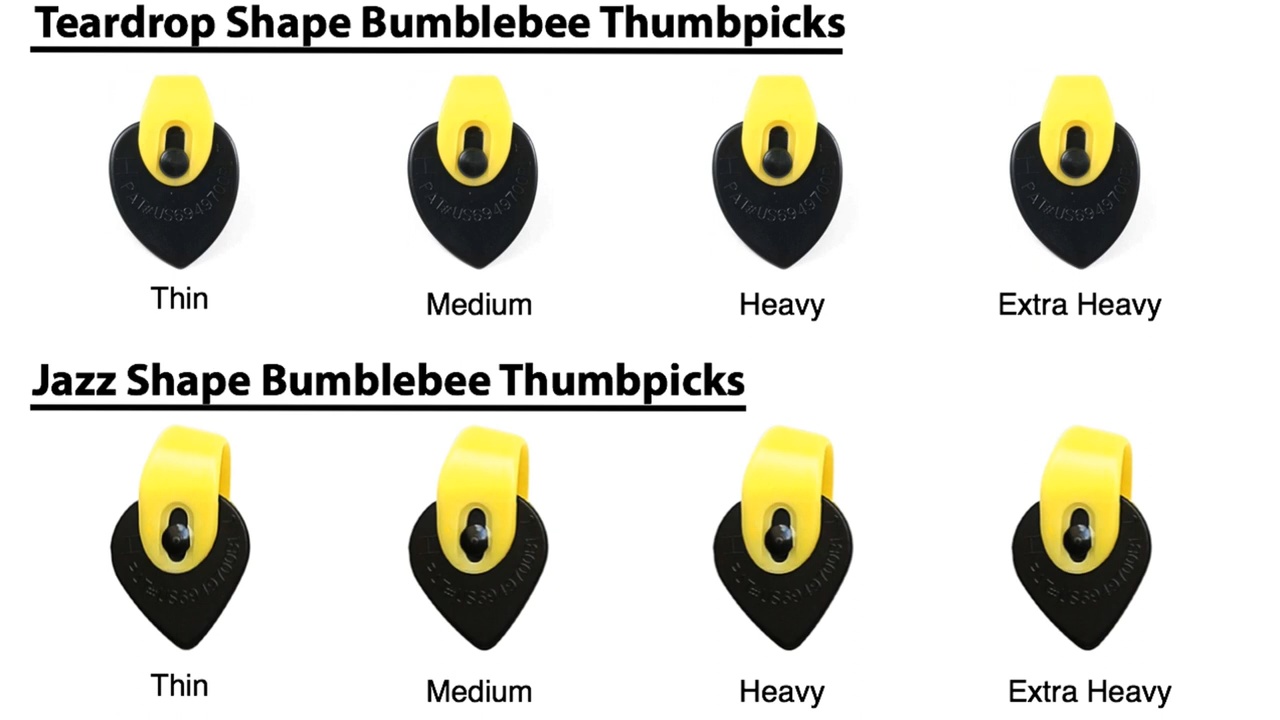 Teardrop Shape Bumblebee Thumbpicks
Thin
Medium
Heavy
Extra Heavy
Jazz Shape Bumblebee Thumbpicks
Thin
Medium
Heavy
Extra Heavy